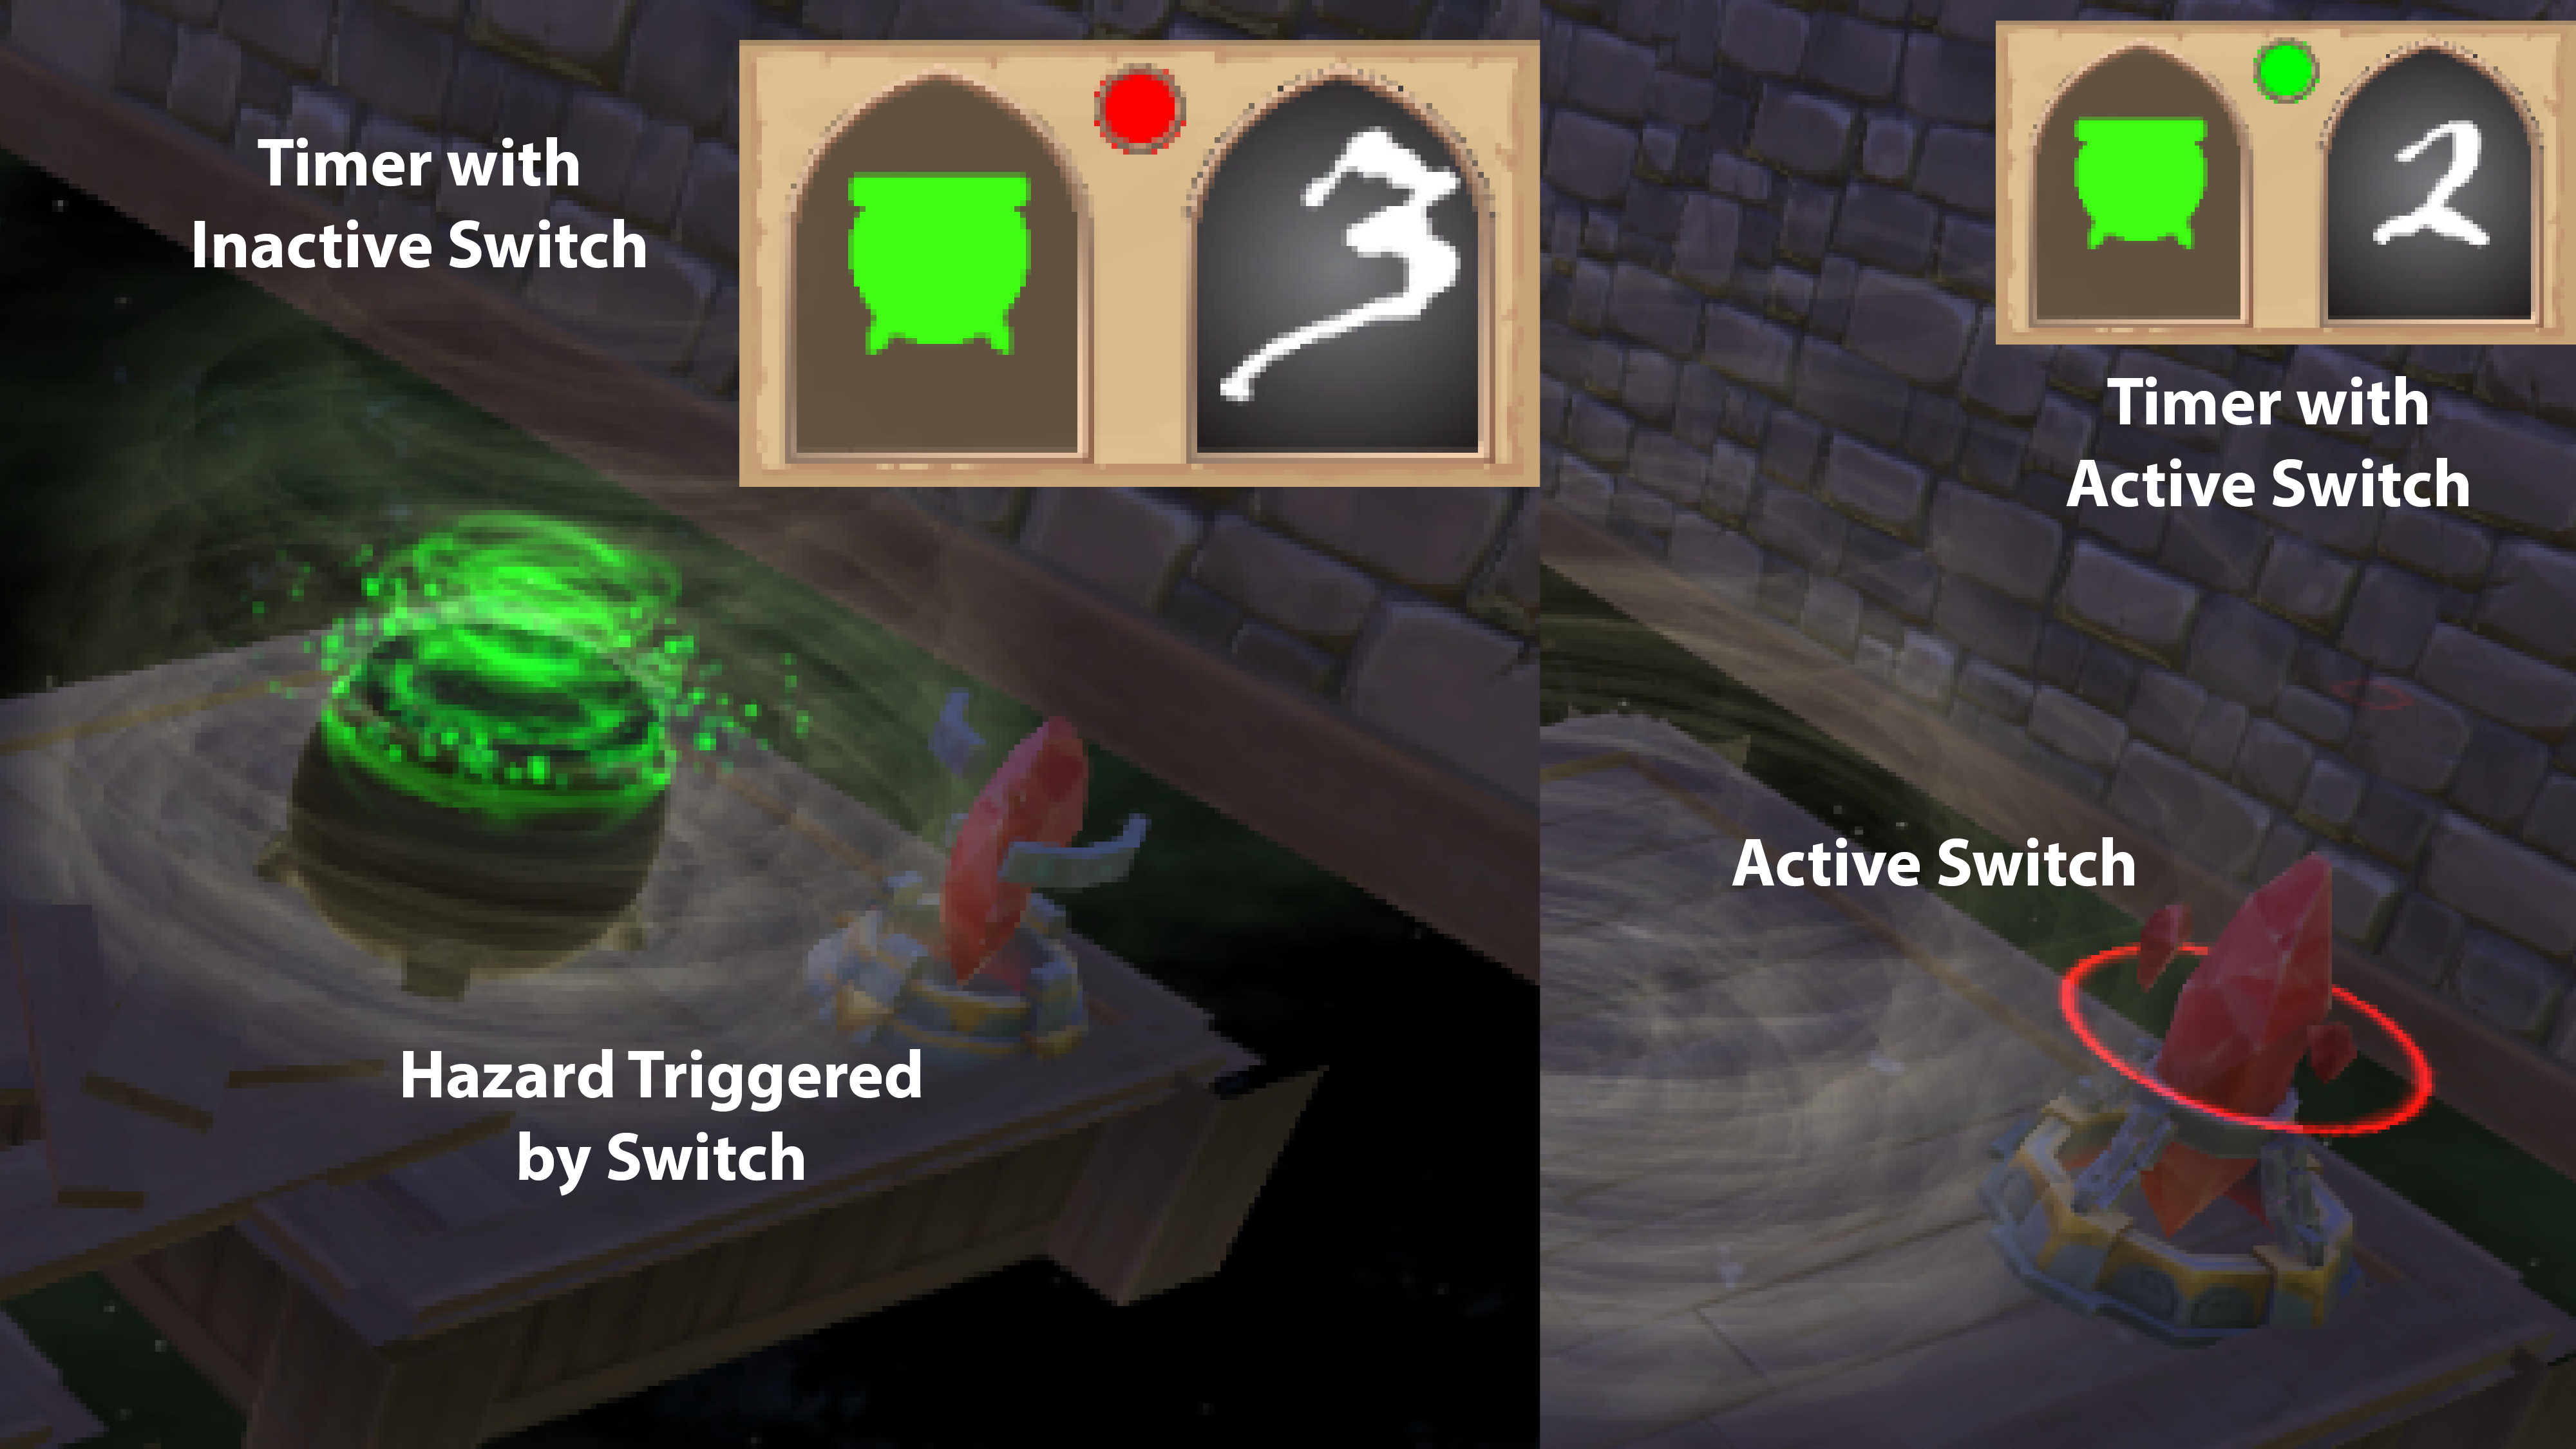 Timer with
Inactive Switch
3
2
Timer with
Active Switch
Active Switch
Hazard Triggered
by Switch